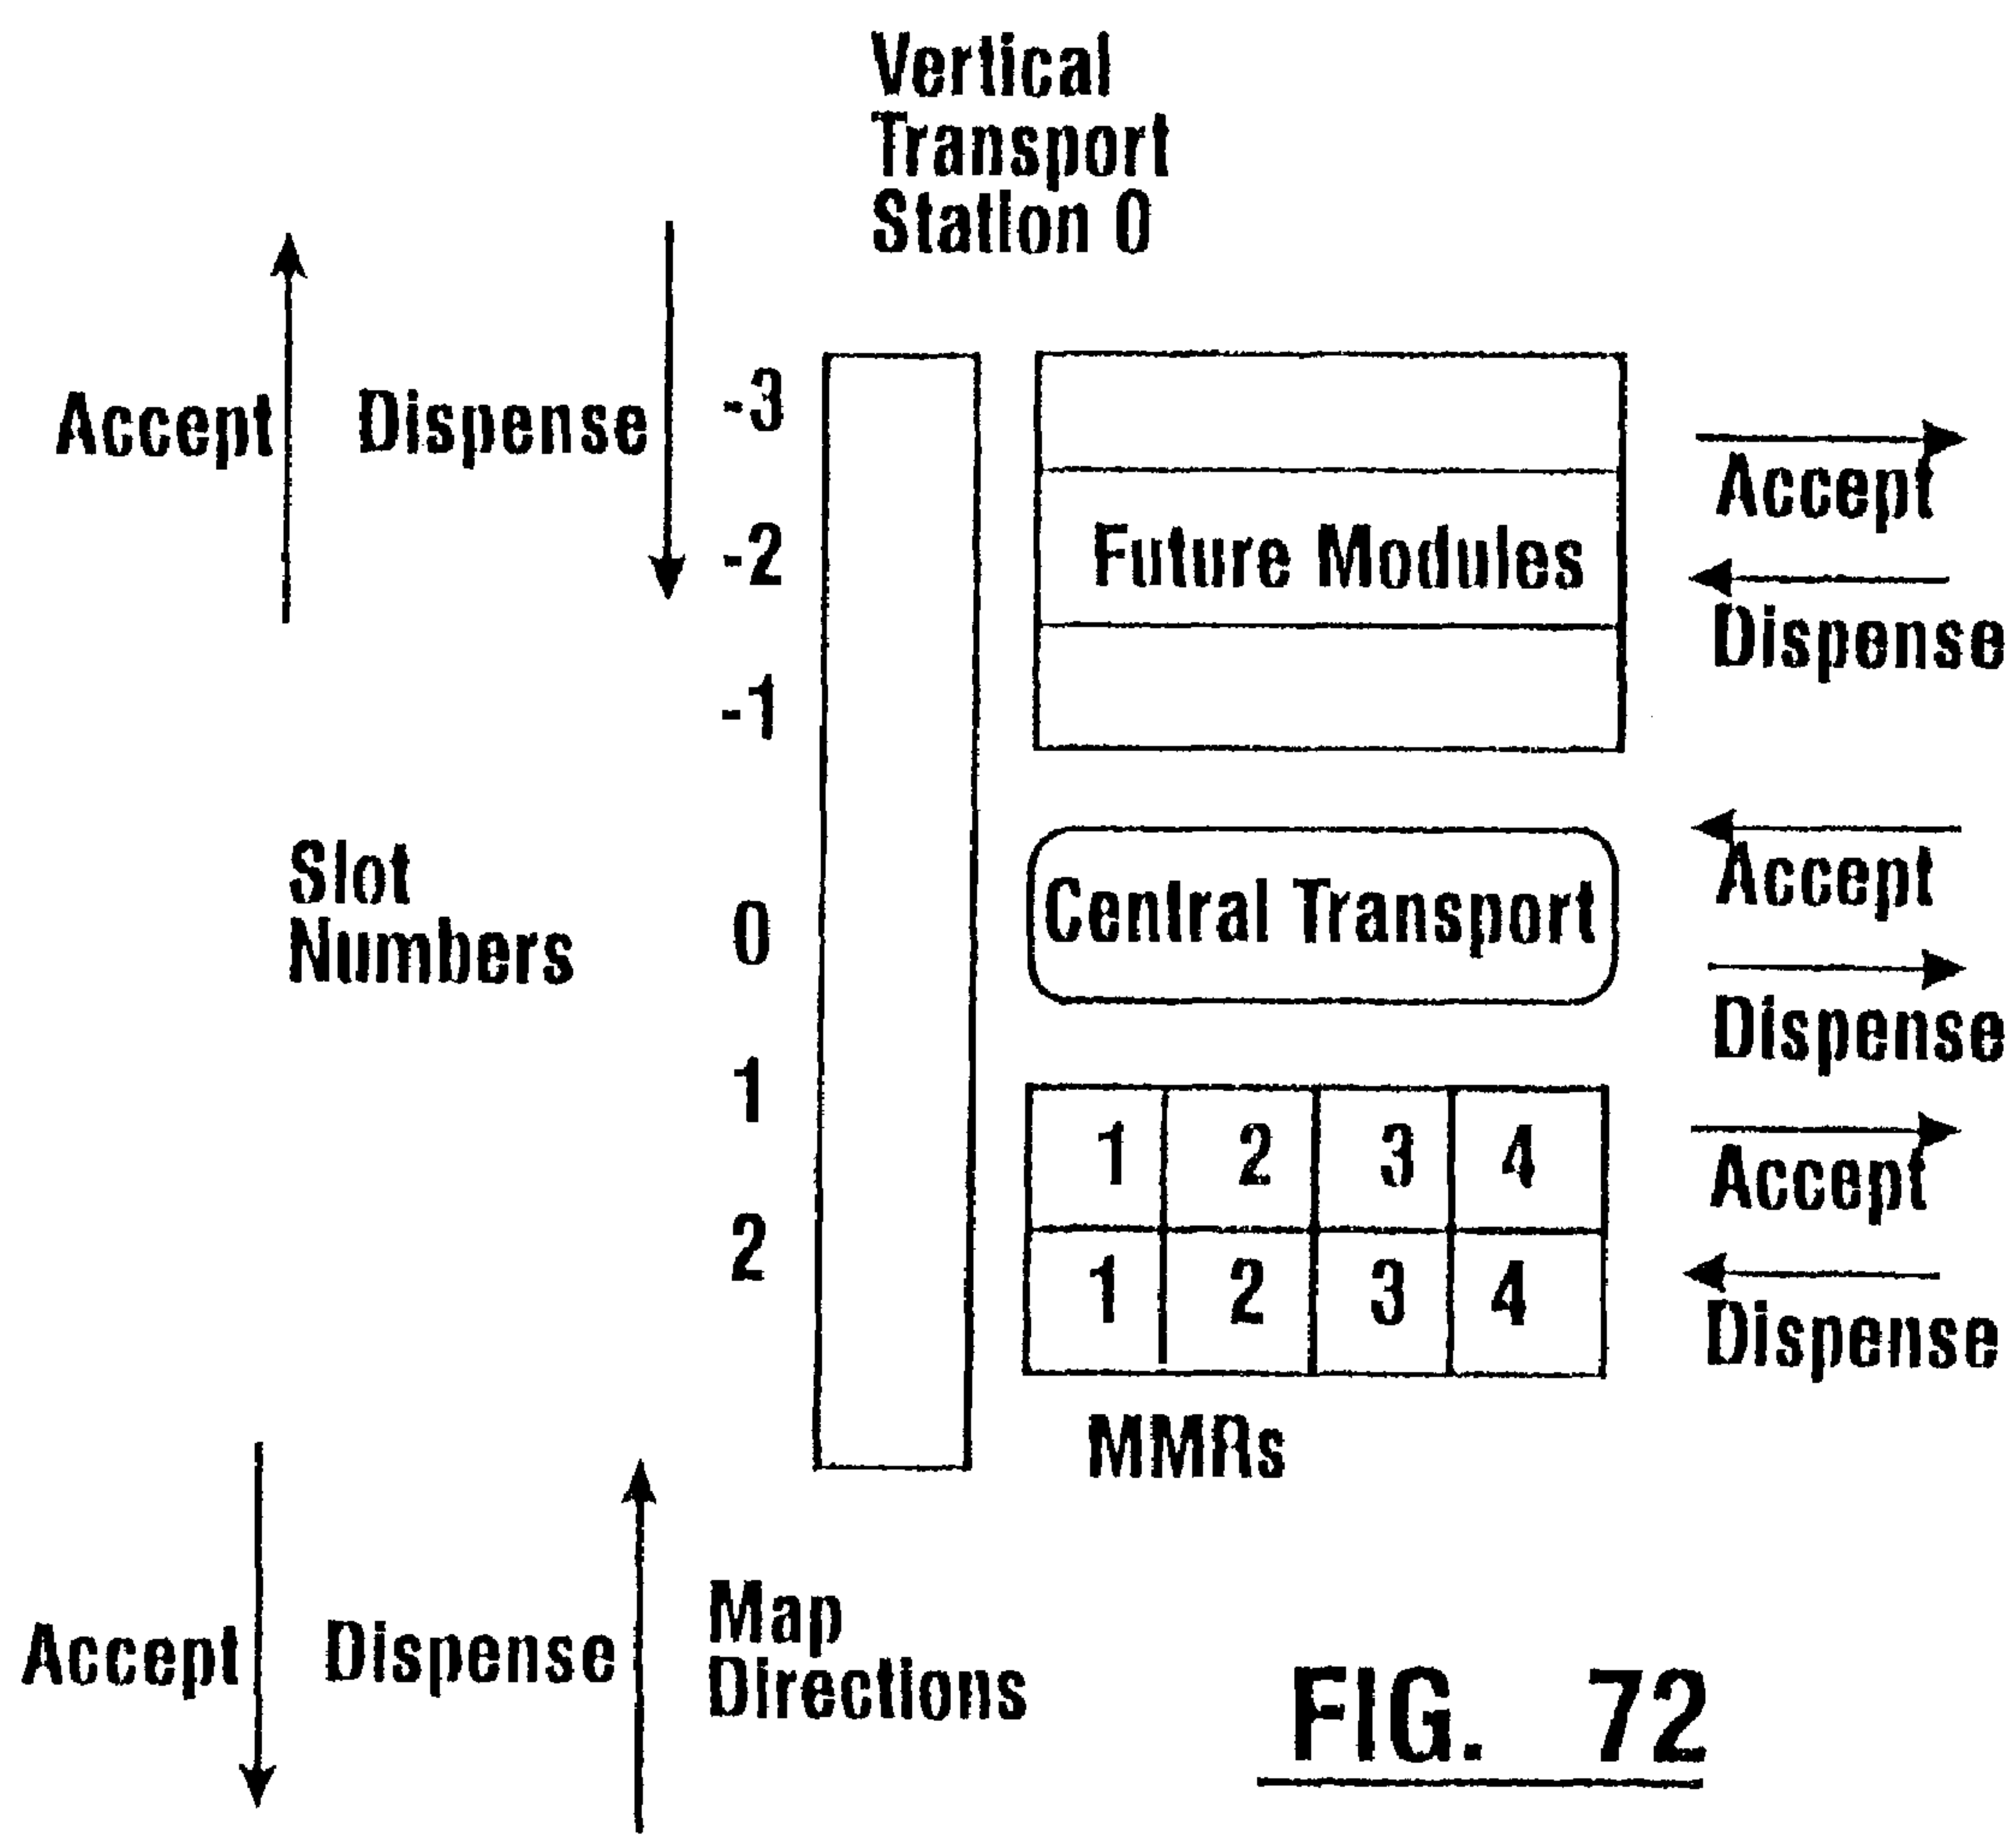 Vertical
Transport
Station 0
Accept
Dispense
-3
-2
-1
Future Modules
Accept
Dispense
Slot
Numbers
0
1
2
Central Transport
Accept
Dispense
1 2 3 4
1 2 3 4
Accept
Dispense
MMRs
Accept
Dispense
Map
Directions
FIG. 72